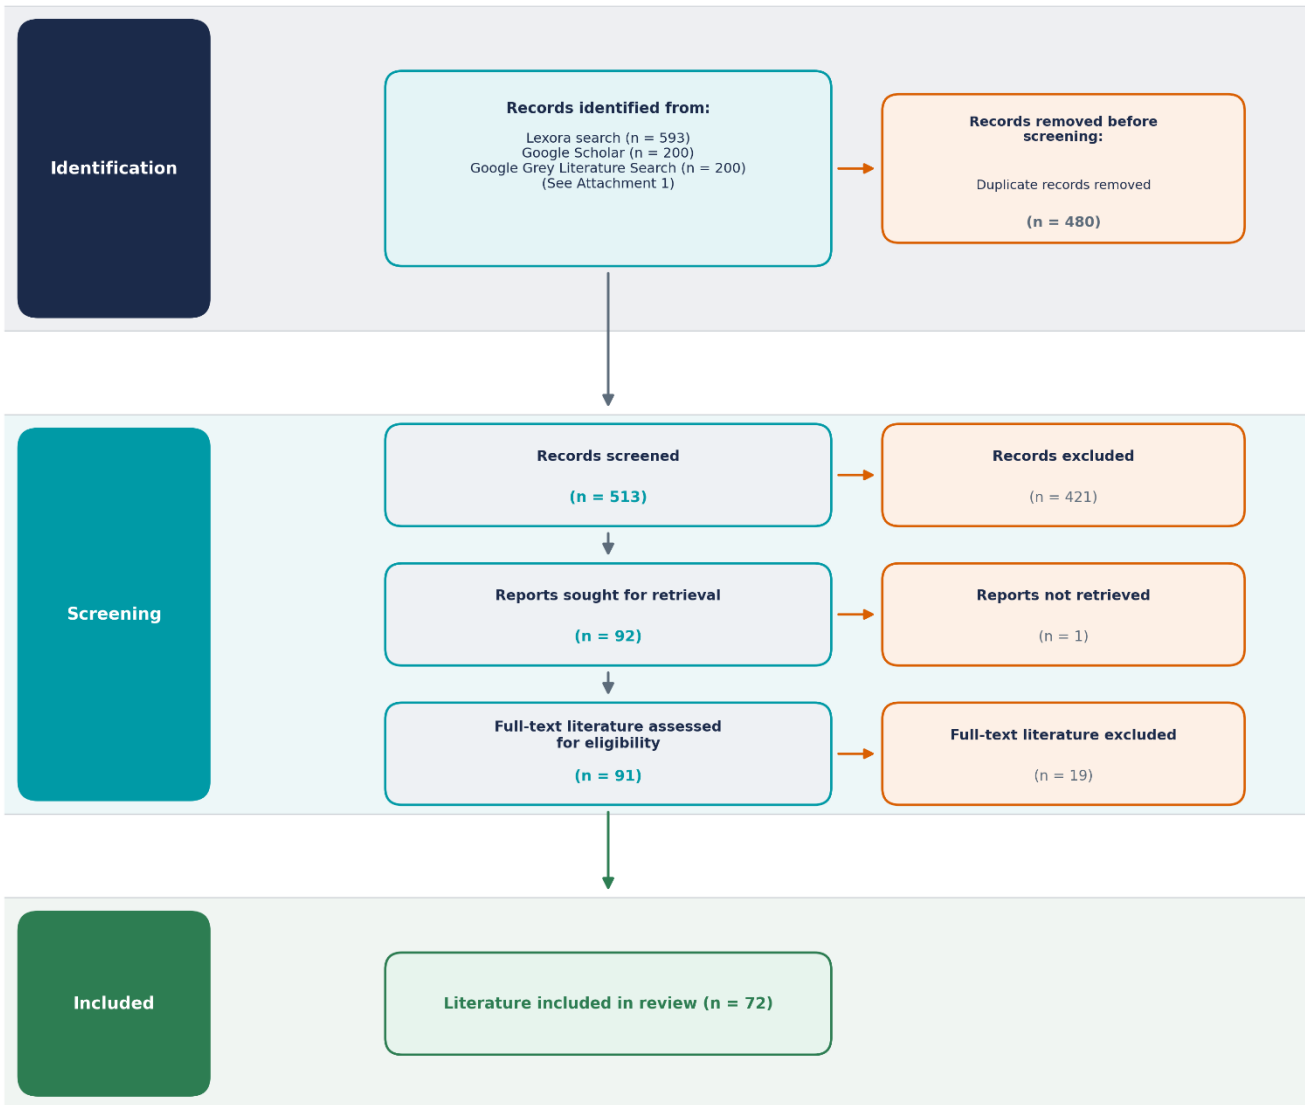 Identification
Records identified from:
Lexora search (n = 593)
Google Scholar (n = 200)
Google Grey Literature Search (n = 200)
(See Attachment 1)
Records removed before
screening:
Duplicate records removed
(n = 480)
Screening
Records screened
(n = 513)
Records excluded
(n = 421)
Reports sought for retrieval
(n = 92)
Reports not retrieved
(n = 1)
Full-text literature assessed
for eligibility
(n = 91)
Full-text literature excluded
(n = 19)
Included
Literature included in review (n = 72)